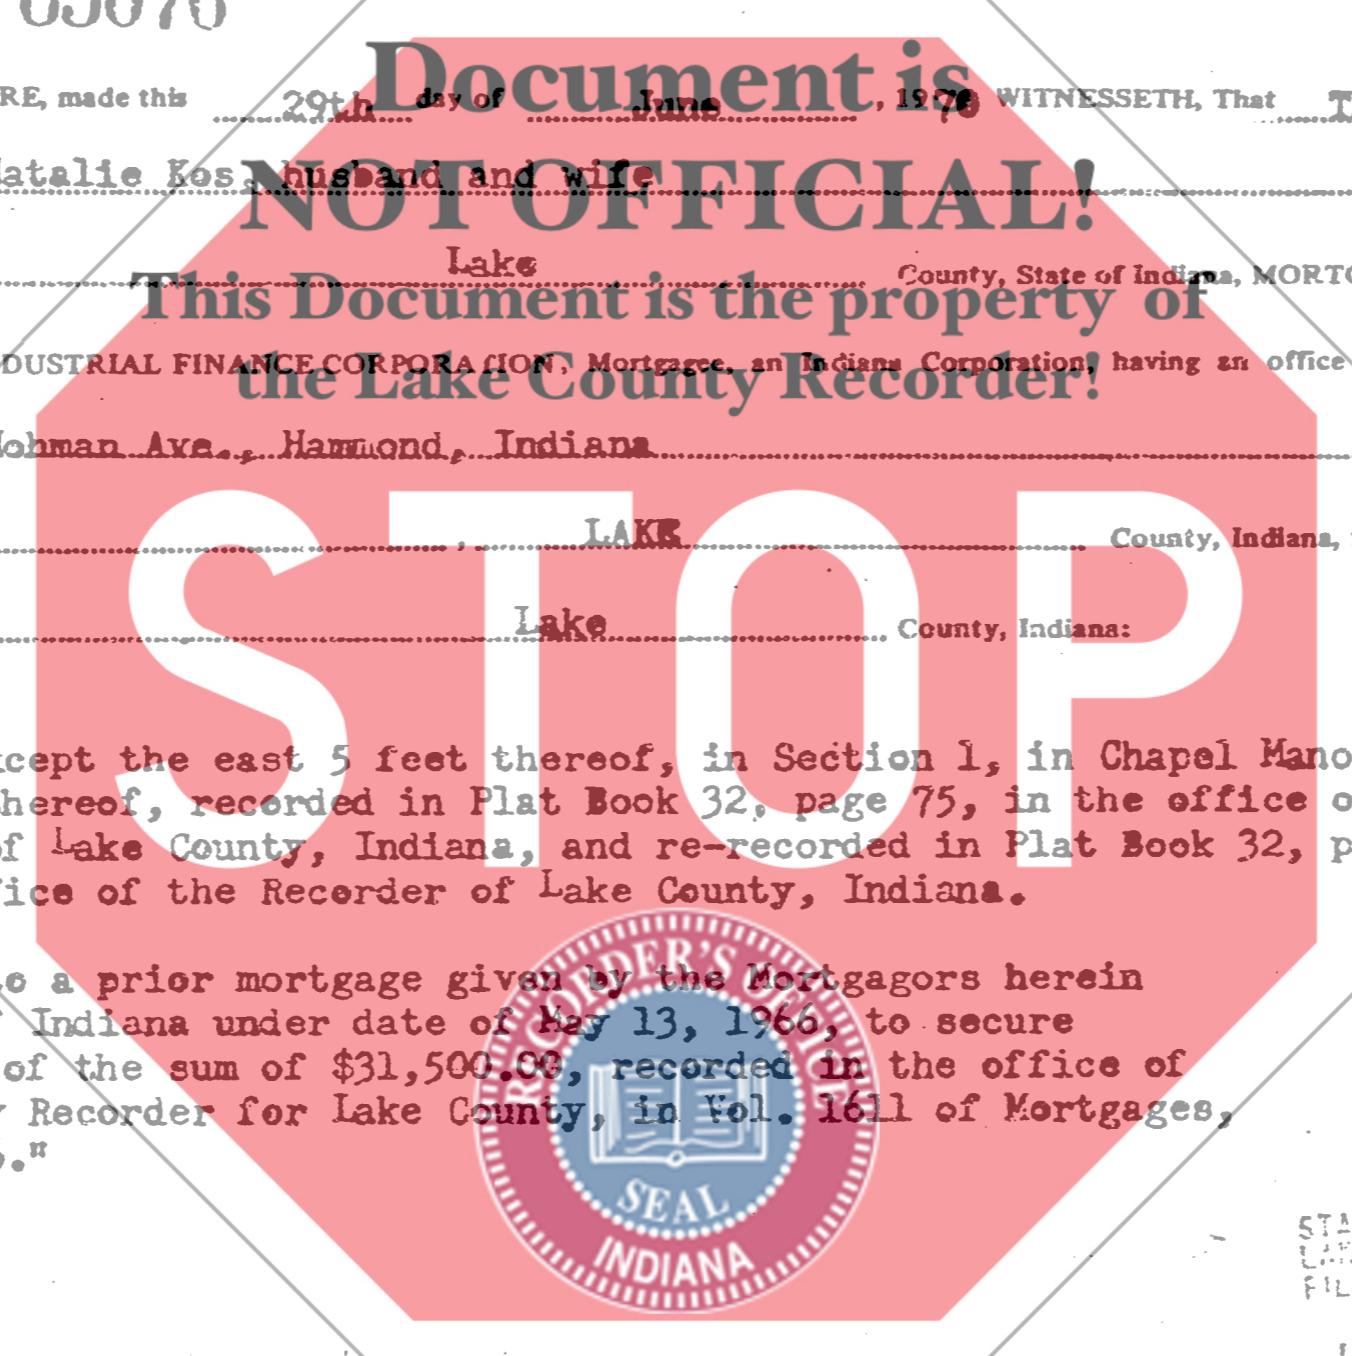 Document is
RE, made this 29th day of June, 1970 WITNESSETH, That T
atalie Kos, husband and wife
NOT OFFICIAL!
Lake County, State of Indiana, MORTG
This Document is the property of
DUSTRIAL FINANCE CORPORATION, Mortgagee, an Indiana Corporation, having an office
the Lake County Recorder!
ohman Ave., Hammond, Indiana
STOP
LAKE County, Indiana,
Lake County, Indiana:
cept the east 5 feet thereof, in Section 1, in Chapel Mano
hereof, recorded in Plat Book 32, page 75, in the office o
of Lake County, Indiana, and re-recorded in Plat Book 32, p
ice of the Recorder of Lake County, Indiana.
a prior mortgage given by the Mortgagors herein
Indiana under date of May 13, 1966, to secure
of the sum of $31,500.00, recorded in the office of
Recorder for Lake County, in Vol. 1611 of Mortgages,
."
RECORDER'S OFFICE
SEAL
INDIANA
STA
FIL